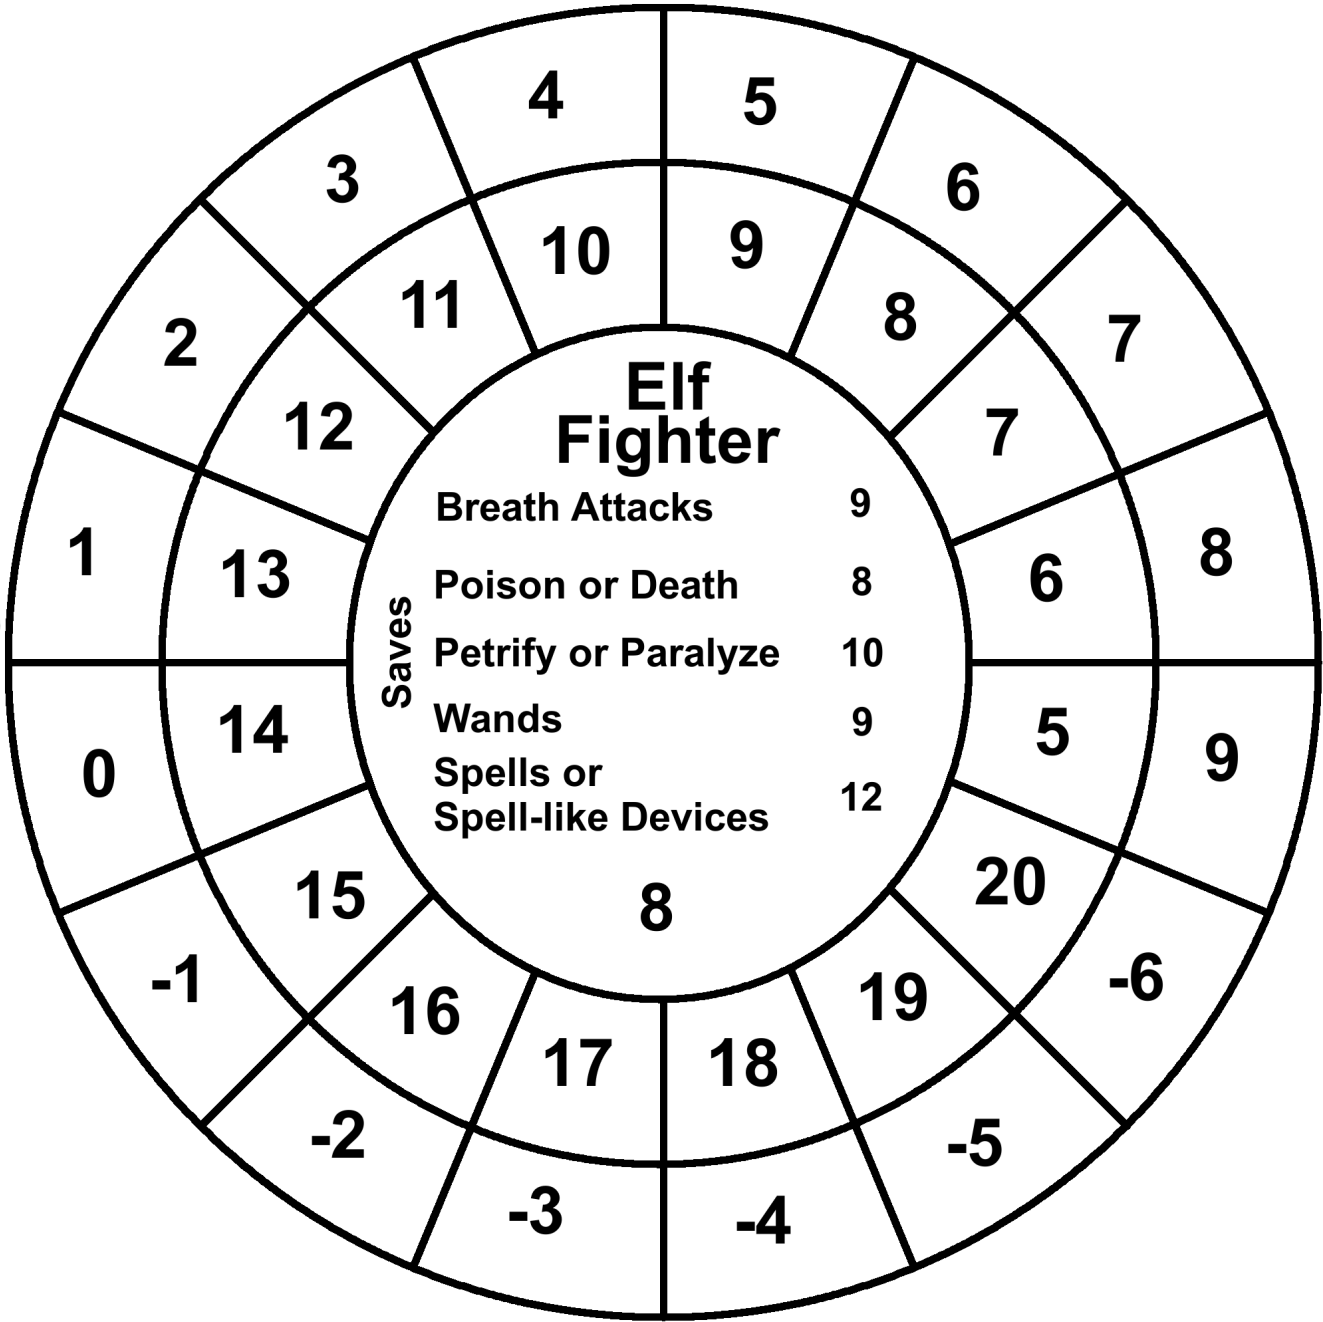 4 5
3 6
10 9
11 8
2 7
12 7
Elf
Fighter
Breath Attacks 9
1 13 6 8
Poison or Death 8
Saves
Petrify or Paralyze 10
Wands 9
0 14 5 9
Spells or
Spell-like Devices 12
15 20
8
-1 -6
16 19
17 18
-2 -5
-3 -4